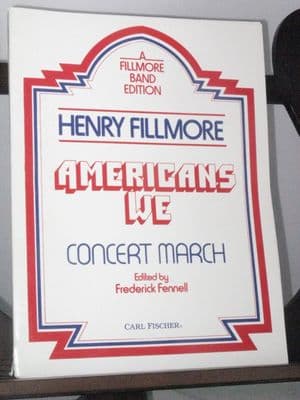 A
FILLMORE
BAND
EDITION
HENRY FILLMORE
AMERICANS
WE
CONCERT MARCH
Edited by
Frederick Fennell
CARL FISCHER®